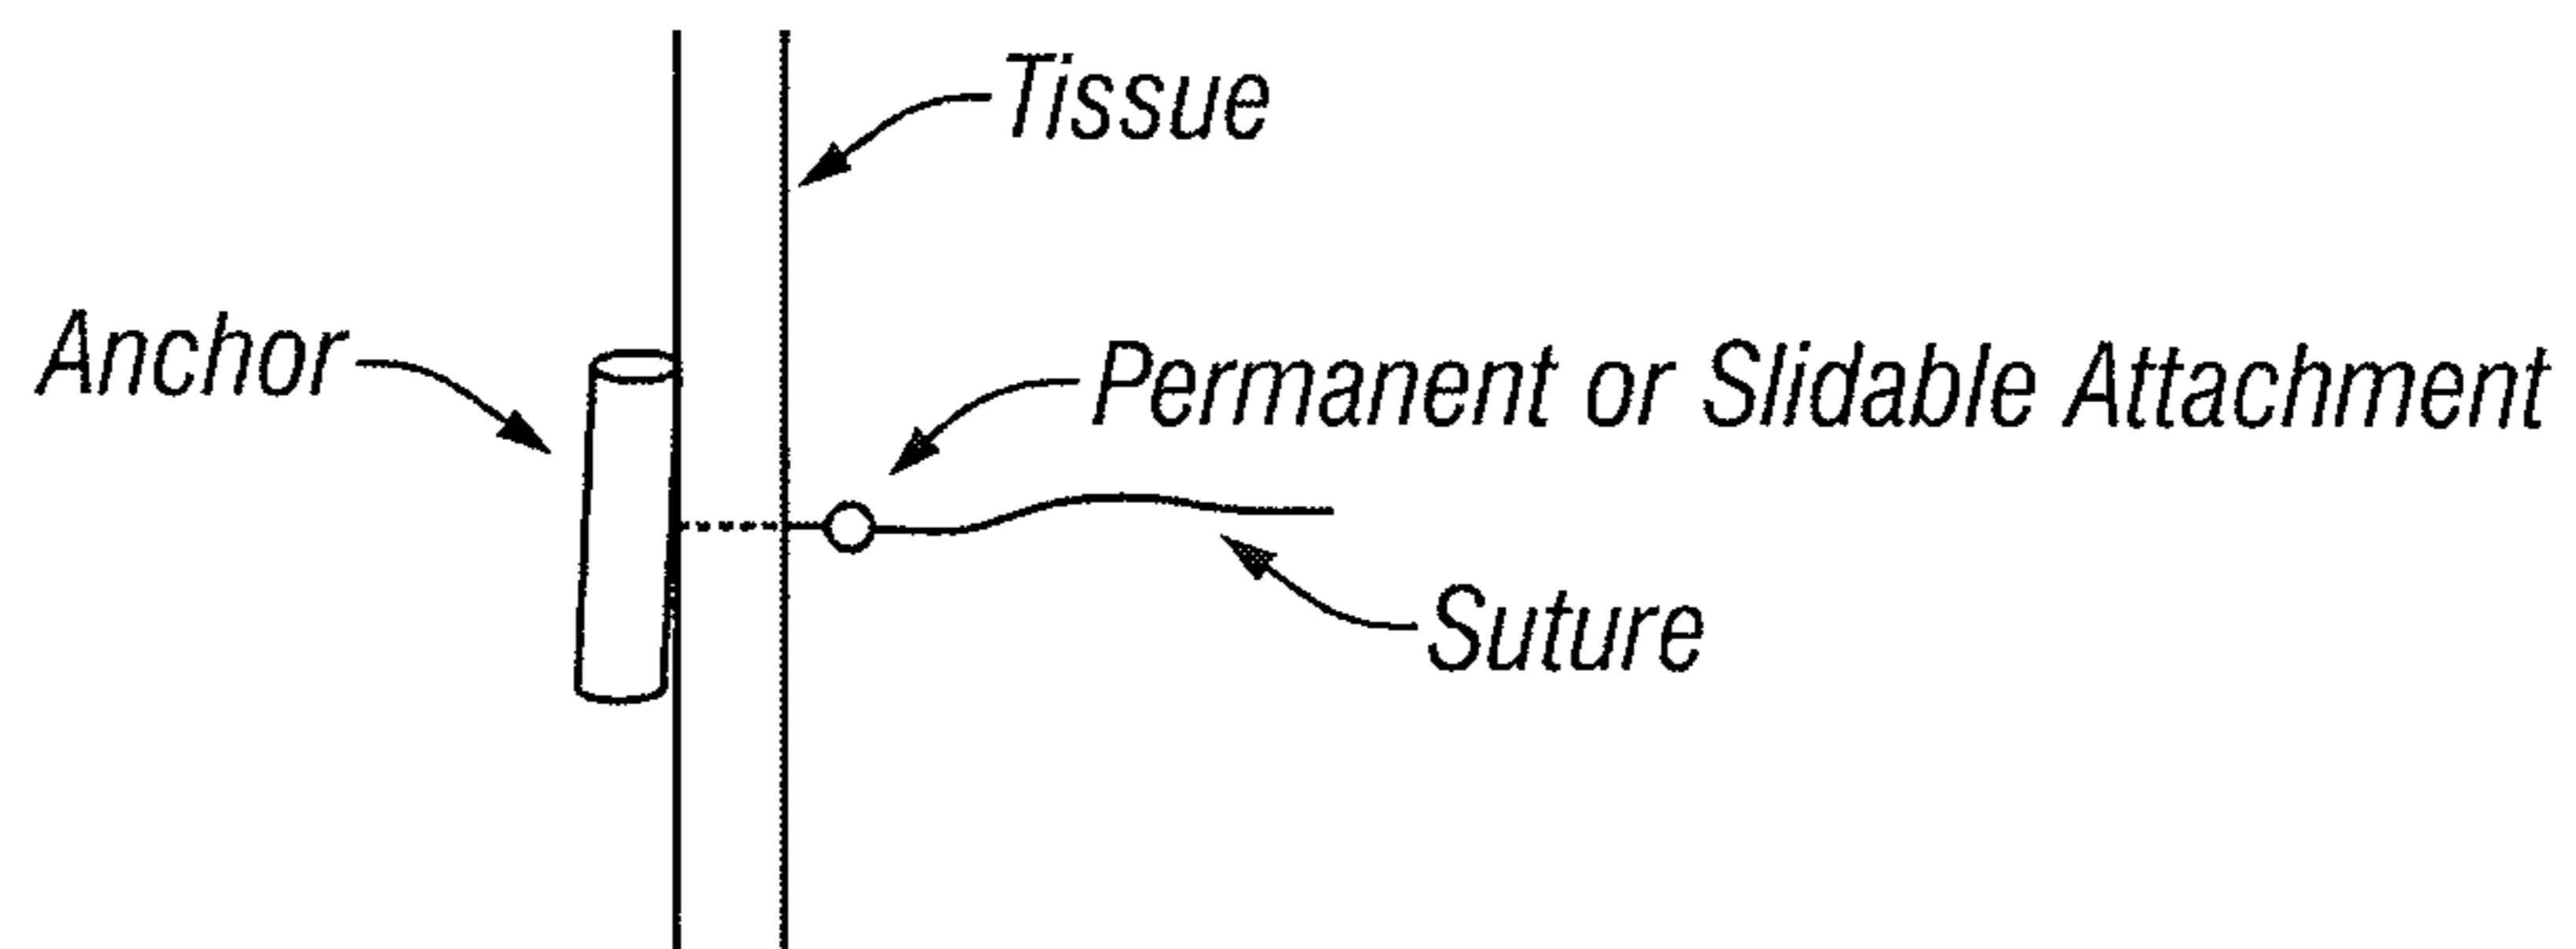 Tissue
Anchor
Permanent or Slidable Attachment
Suture